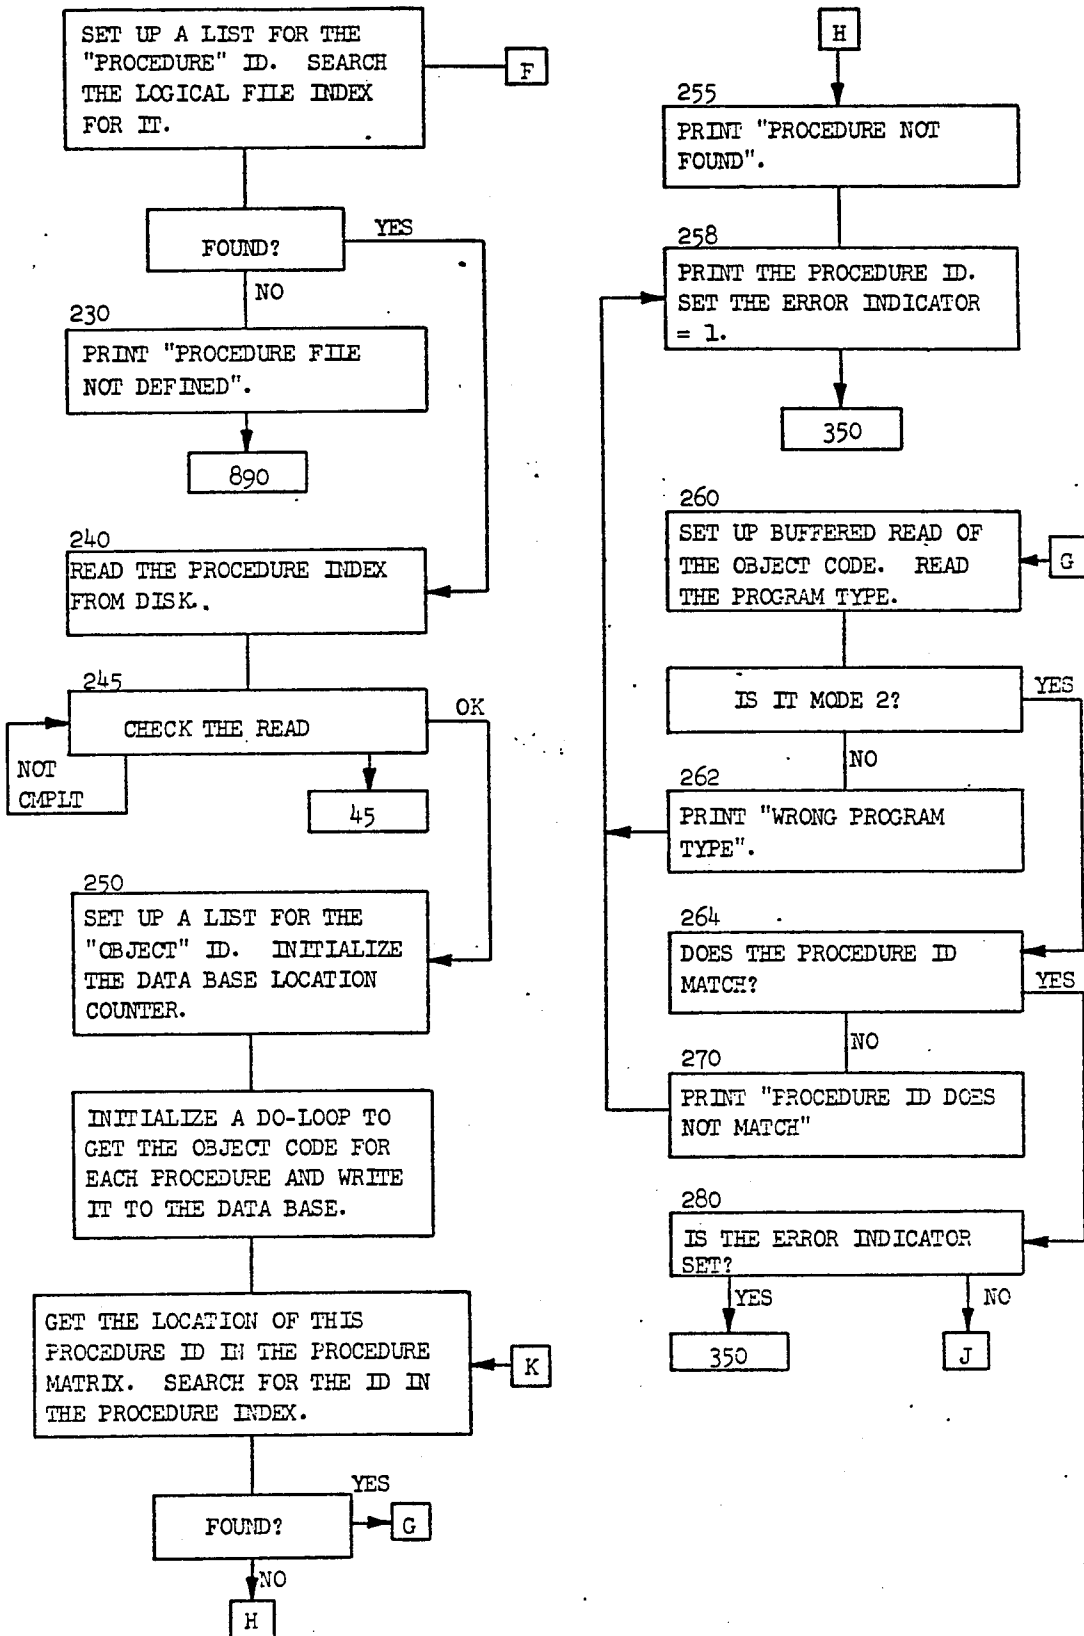 SET UP A LIST FOR THE
"PROCEDURE" ID. SEARCH
THE LOGICAL FILE INDEX
FOR IT.
F
FOUND?
YES
NO
230
PRINT "PROCEDURE FILE
NOT DEFINED".
890
240
READ THE PROCEDURE INDEX
FROM DISK.
245
CHECK THE READ
OK
NOT
CMPLT
45
250
SET UP A LIST FOR THE
"OBJECT" ID. INITIALIZE
THE DATA BASE LOCATION
COUNTER.
INITIALIZE A DO-LOOP TO
GET THE OBJECT CODE FOR
EACH PROCEDURE AND WRITE
IT TO THE DATA BASE.
GET THE LOCATION OF THIS
PROCEDURE ID IN THE PROCEDURE
MATRIX. SEARCH FOR THE ID IN
THE PROCEDURE INDEX.
K
FOUND?
YES
G
NO
H
H
255
PRINT "PROCEDURE NOT
FOUND".
258
PRINT THE PROCEDURE ID.
SET THE ERROR INDICATOR
= 1.
350
260
SET UP BUFFERED READ OF
THE OBJECT CODE. READ
THE PROGRAM TYPE.
G
IS IT MODE 2?
YES
NO
262
PRINT "WRONG PROGRAM
TYPE".
264
DOES THE PROCEDURE ID
MATCH?
YES
NO
270
PRINT "PROCEDURE ID DOES
NOT MATCH"
280
IS THE ERROR INDICATOR
SET?
YES
NO
350
J